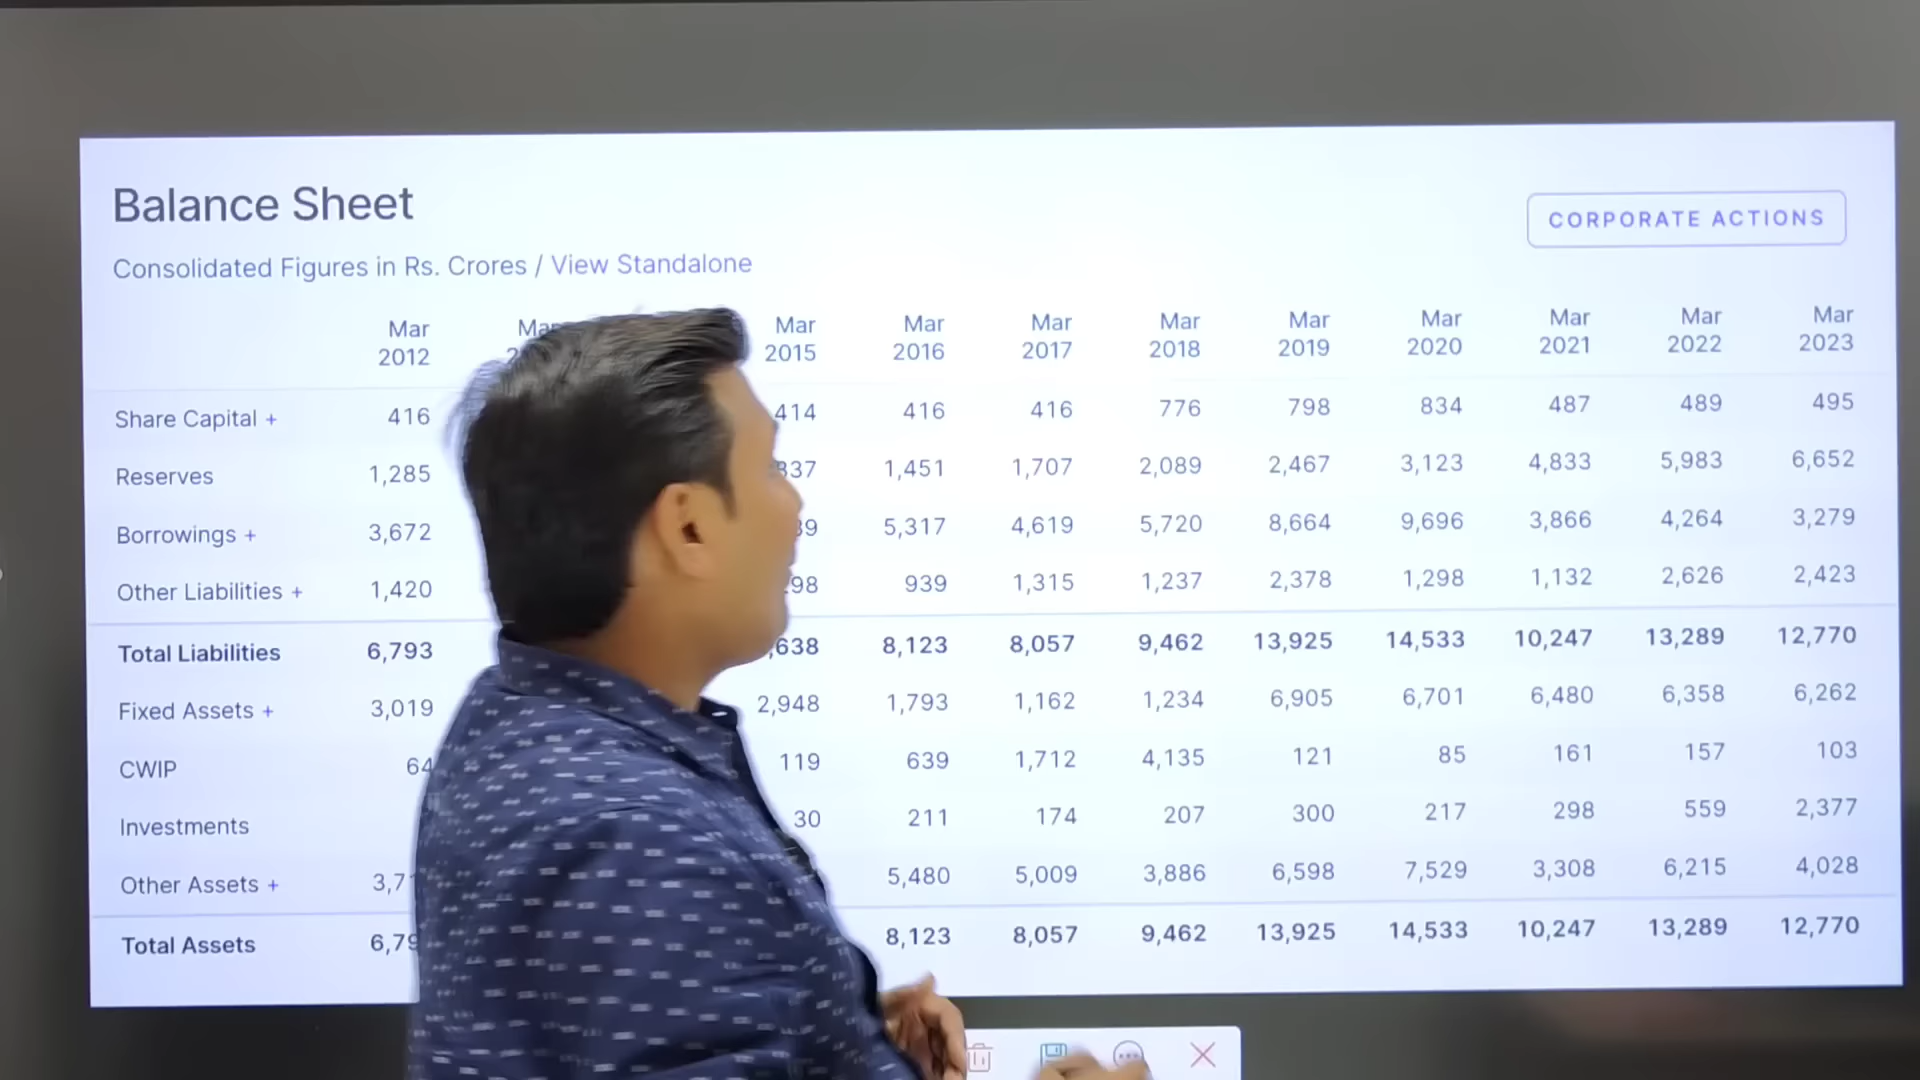 Balance Sheet
CORPORATE ACTIONS
Consolidated Figures in Rs. Crores / View Standalone
Mar 2012 Mar 2015 Mar 2016 Mar 2017 Mar 2018 Mar 2019 Mar 2020 Mar 2021 Mar 2022 Mar 2023
Share Capital + 416 414 416 416 776 798 834 487 489 495
Reserves 1,285 1,451 1,707 2,089 2,467 3,123 4,833 5,983 6,652
Borrowings + 3,672 5,317 4,619 5,720 8,664 9,696 3,866 4,264 3,279
Other Liabilities + 1,420 939 1,315 1,237 2,378 1,298 1,132 2,626 2,423
Total Liabilities 6,793 8,123 8,057 9,462 13,925 14,533 10,247 13,289 12,770
Fixed Assets + 3,019 2,948 1,793 1,162 1,234 6,905 6,701 6,480 6,358 6,262
CWIP 64 119 639 1,712 4,135 121 85 161 157 103
Investments 30 211 174 207 300 217 298 559 2,377
Other Assets + 5,480 5,009 3,886 6,598 7,529 3,308 6,215 4,028
Total Assets 8,123 8,057 9,462 13,925 14,533 10,247 13,289 12,770